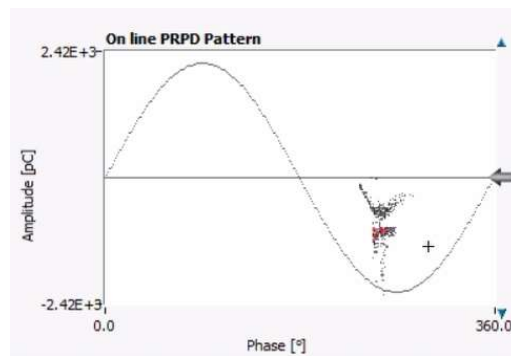 On line PRPD Pattern
2.42E+3
Amplitude [pC]
-2.42E+3
0.0
360.0
Phase [°]